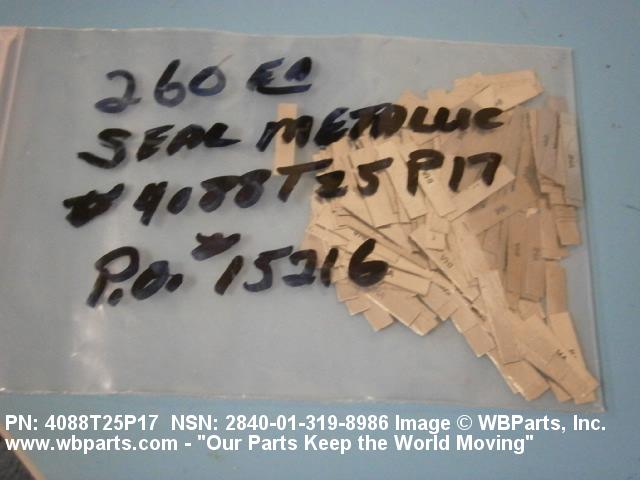 260 EA
SEAL METALLIC
# 4088T25P17
P.O. # 15216
PN: 4088T25P17 NSN: 2840-01-319-8986 Image © WBParts, Inc.
www.wbparts.com - "Our Parts Keep the World Moving"